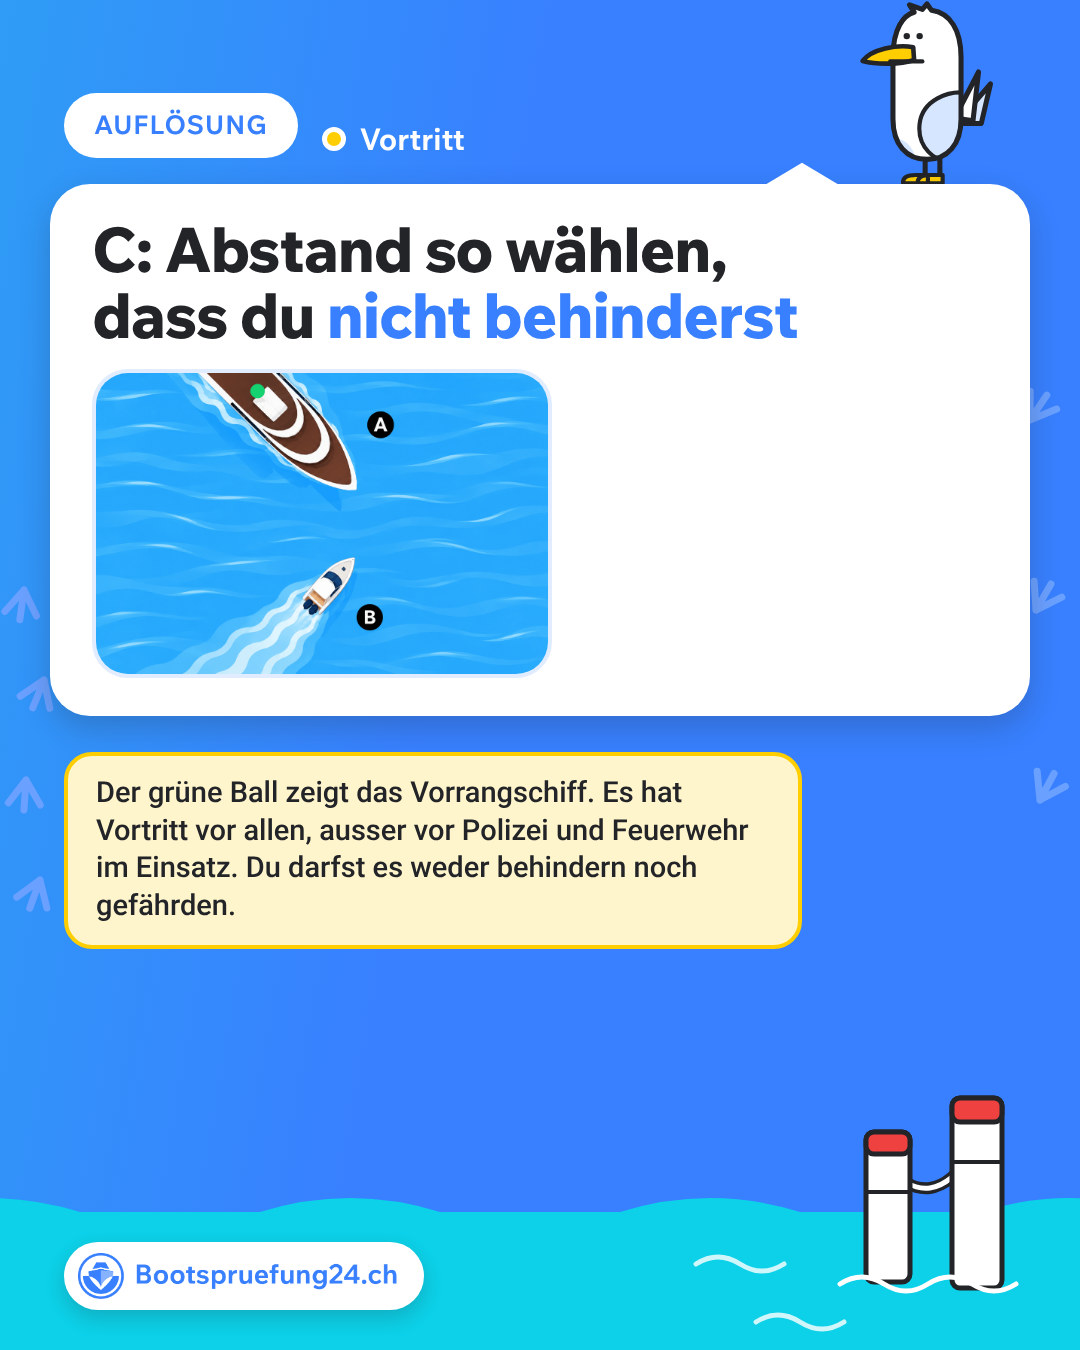 AUFLÖSUNG
Vortritt
C: Abstand so wählen,
dass du nicht behinderst
A
B
Der grüne Ball zeigt das Vorrangschiff. Es hat
Vortritt vor allen, ausser vor Polizei und Feuerwehr
im Einsatz. Du darfst es weder behindern noch
gefährden.
Bootspruefung24.ch